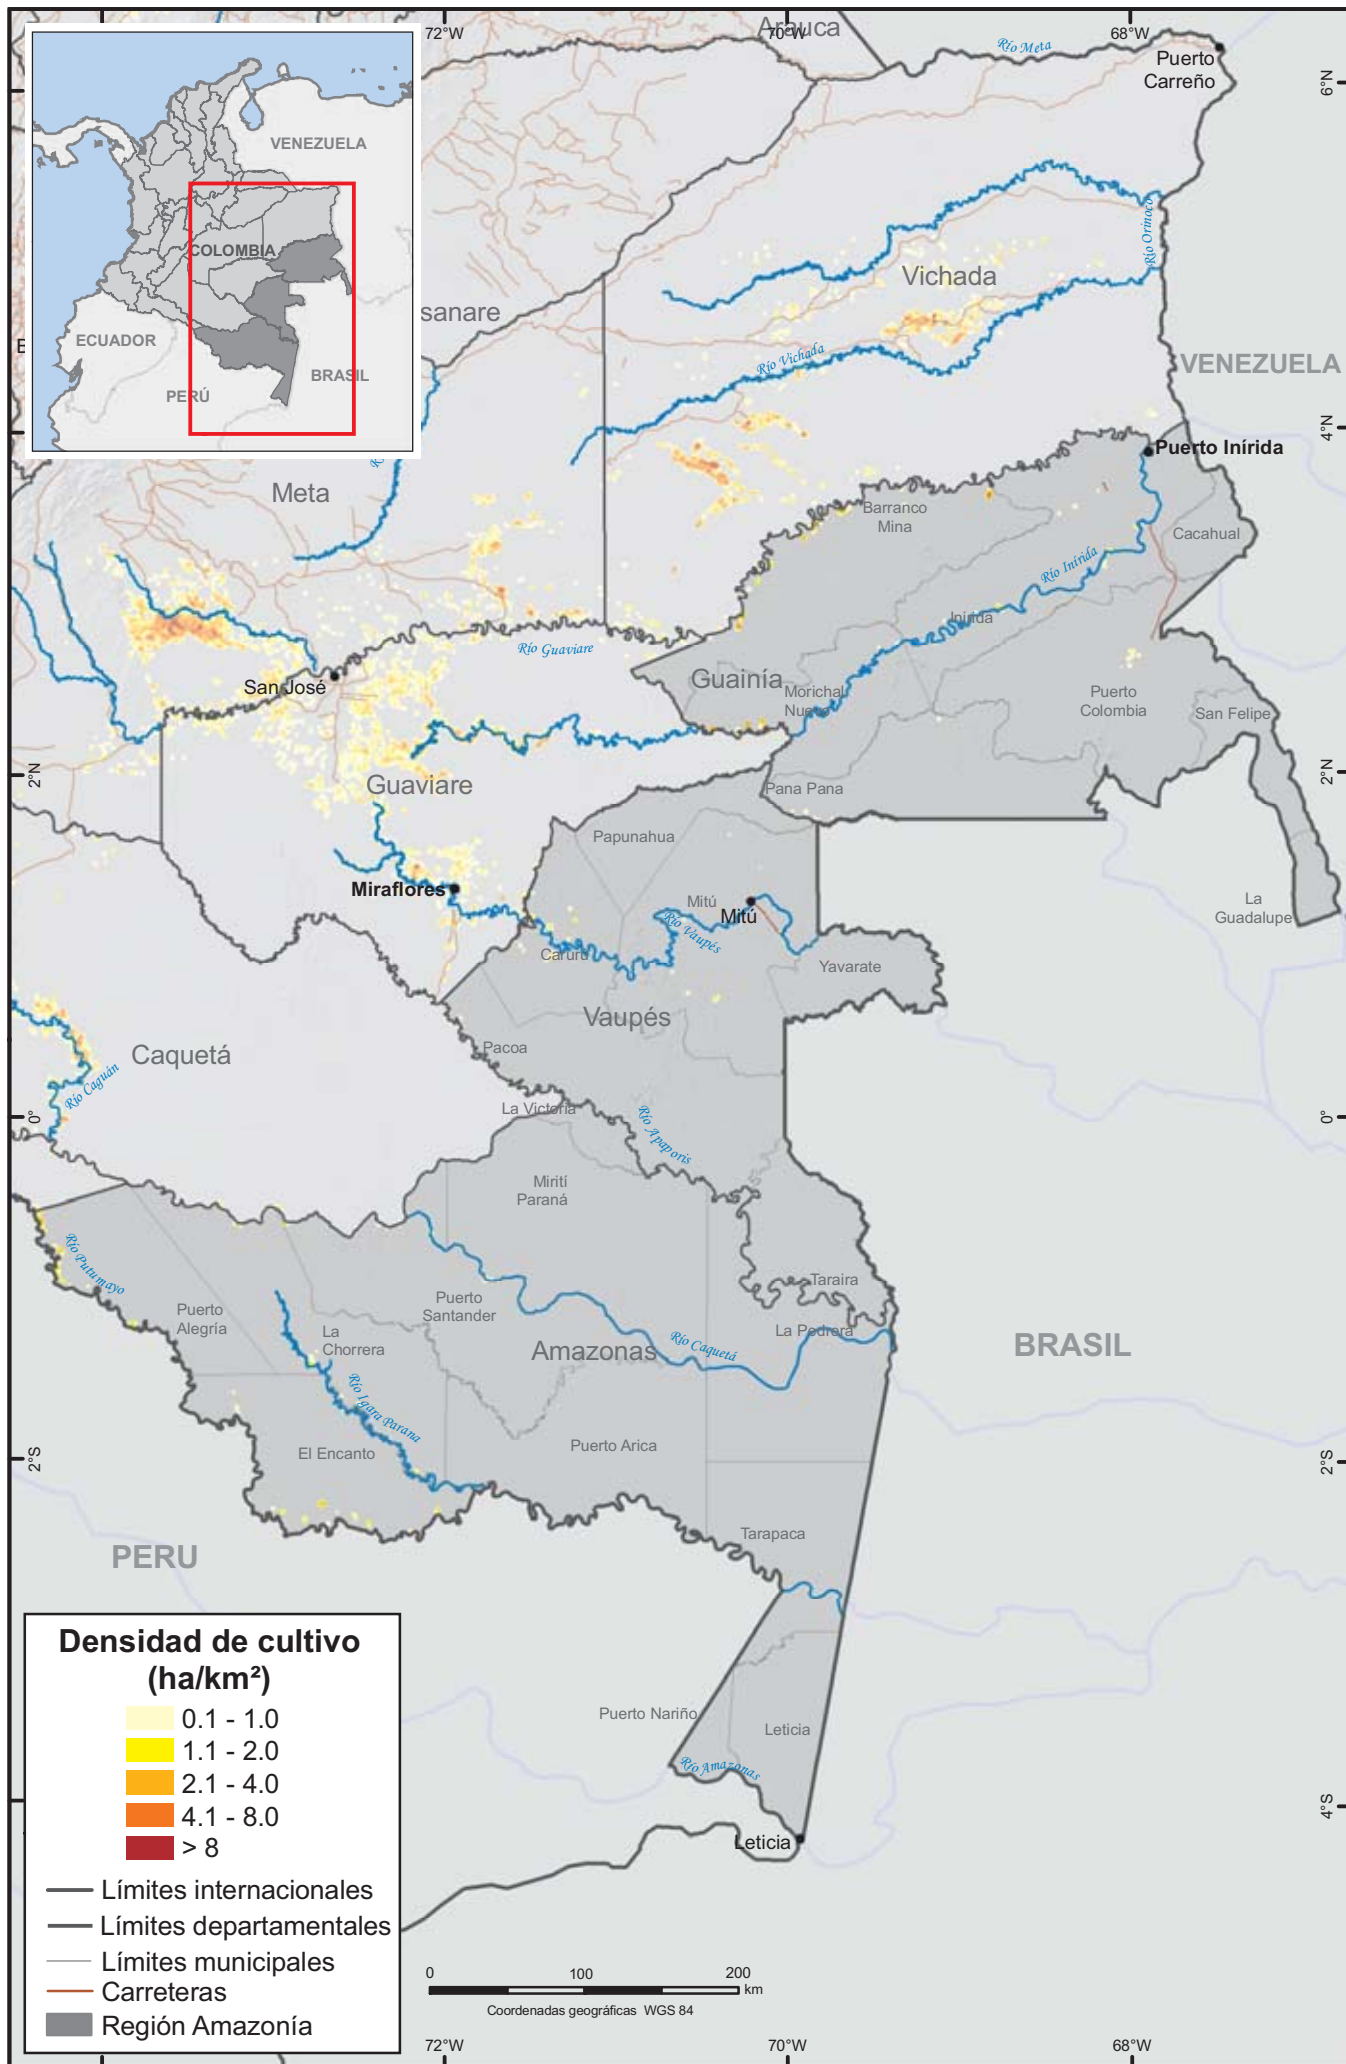 Arauca
72°W
70°W
68°W
Río Meta
Puerto
Carreño
6°N
VENEZUELA
COLOMBIA
ECUADOR
PERÚ
BRASIL
Río Orinoco
Vichada
sanare
Río Vichada
VENEZUELA
4°N
Puerto Inírida
Meta
Barranco
Mina
Cacahual
Río Inírida
Inírida
Río Guaviare
San José
Guainía
Morichal
Nuevo
Puerto
Colombia
San Felipe
2°N
2°N
Guaviare
Pana Pana
Papunahua
Miraflores
Mitú
Mitú
Río Vaupés
La
Guadalupe
Caruru
Yavarate
Vaupés
Pacoa
Caquetá
Río Caguán
La Victoria
Río Apaporis
0°
0°
Mirití
Paraná
Río Putumayo
Taraira
Puerto
Alegría
Puerto
Santander
La
Chorrera
La Pedrera
Amazonas
Río Caquetá
BRASIL
Río Igara Parana
El Encanto
Puerto Arica
2°S
2°S
Tarapaca
PERU
Puerto Nariño
Leticia
Río Amazonas
4°S
Leticia
Densidad de cultivo
(ha/km²)
0.1 - 1.0
1.1 - 2.0
2.1 - 4.0
4.1 - 8.0
> 8
Límites internacionales
Límites departamentales
Límites municipales
Carreteras
Región Amazonía
0 100 200
km
Coordenadas geográficas WGS 84
72°W
70°W
68°W